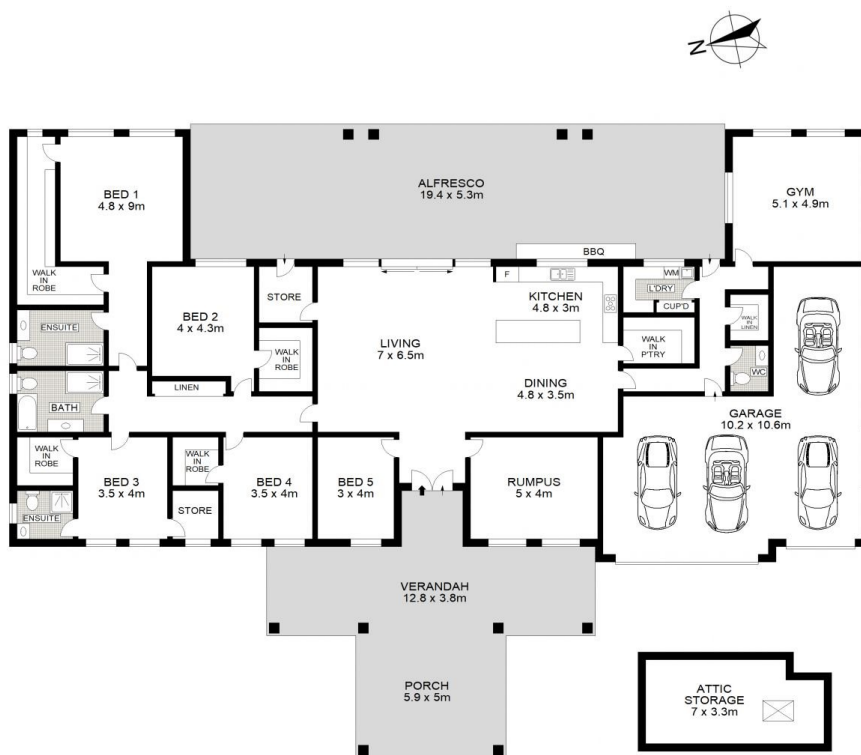 N
ALFRESCO
19.4 x 5.3m
BED 1
4.8 x 9m
GYM
5.1 x 4.9m
BBQ
WALK
IN
ROBE
STORE
F
WM
L'DRY
CUP'D
BED 2
4 x 4.3m
KITCHEN
4.8 x 3m
WALK
IN
LINEN
ENSUITE
LIVING
7 x 6.5m
WALK
IN
ROBE
WALK
IN
P'TRY
WC
LINEN
DINING
4.8 x 3.5m
BATH
GARAGE
10.2 x 10.6m
WALK
IN
ROBE
WALK
IN
ROBE
BED 3
3.5 x 4m
BED 4
3.5 x 4m
BED 5
3 x 4m
RUMPUS
5 x 4m
ENSUITE
STORE
VERANDAH
12.8 x 3.8m
PORCH
5.9 x 5m
ATTIC
STORAGE
7 x 3.3m